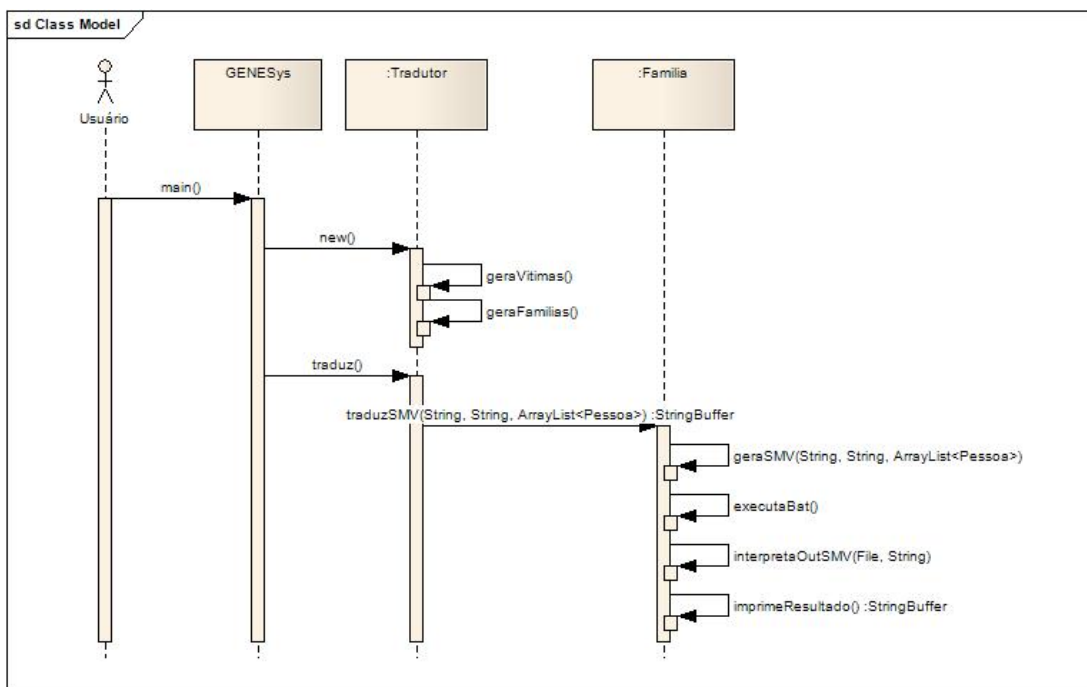 sd Class Model
Usuário
GENESys
:Tradutor
:Familia
main()
new()
geraVitimas()
geraFamilias()
traduz()
traduzSMV(String, String, ArrayList<Pessoa>) :StringBuffer
geraSMV(String, String, ArrayList<Pessoa>)
executaBat()
interpretaOutSMV(File, String)
imprimeResultado() :StringBuffer